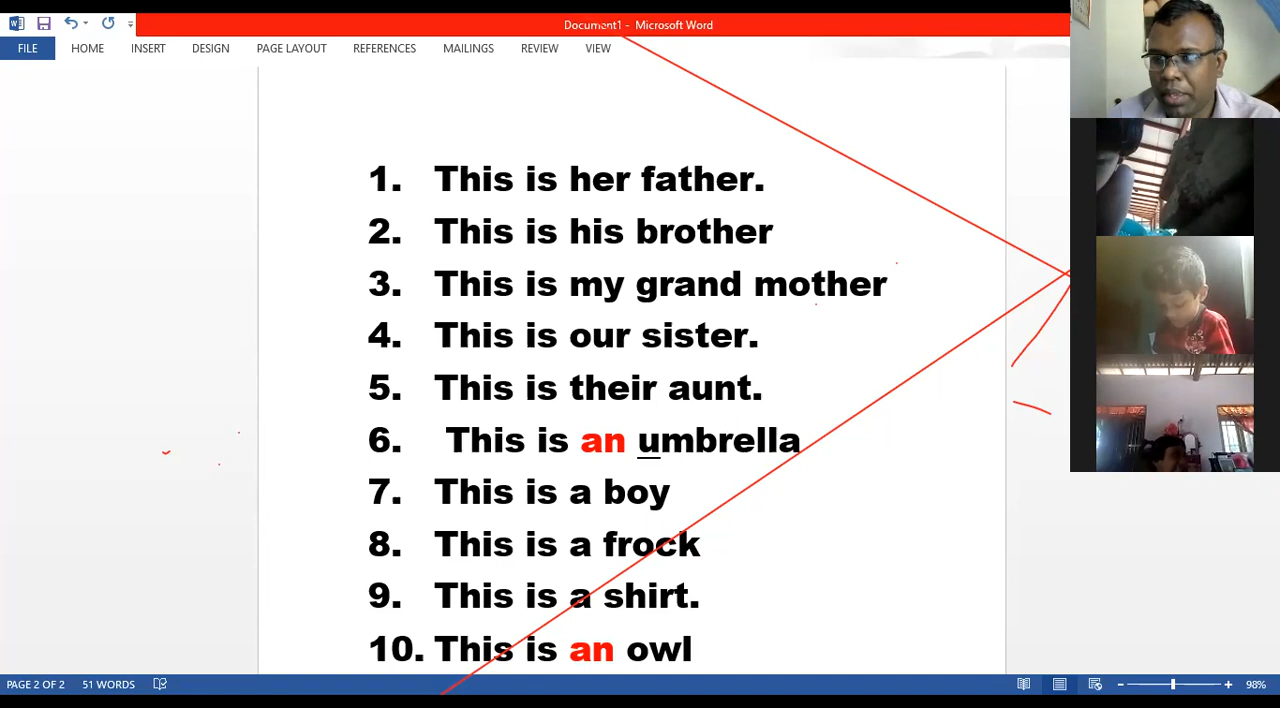 Document1 - Microsoft Word
FILE HOME INSERT DESIGN PAGE LAYOUT REFERENCES MAILINGS REVIEW VIEW
1. This is her father.
2. This is his brother
3. This is my grand mother
4. This is our sister.
5. This is their aunt.
6. This is an umbrella
7. This is a boy
8. This is a frock
9. This is a shirt.
10. This is an owl
PAGE 2 OF 2 51 WORDS 98%